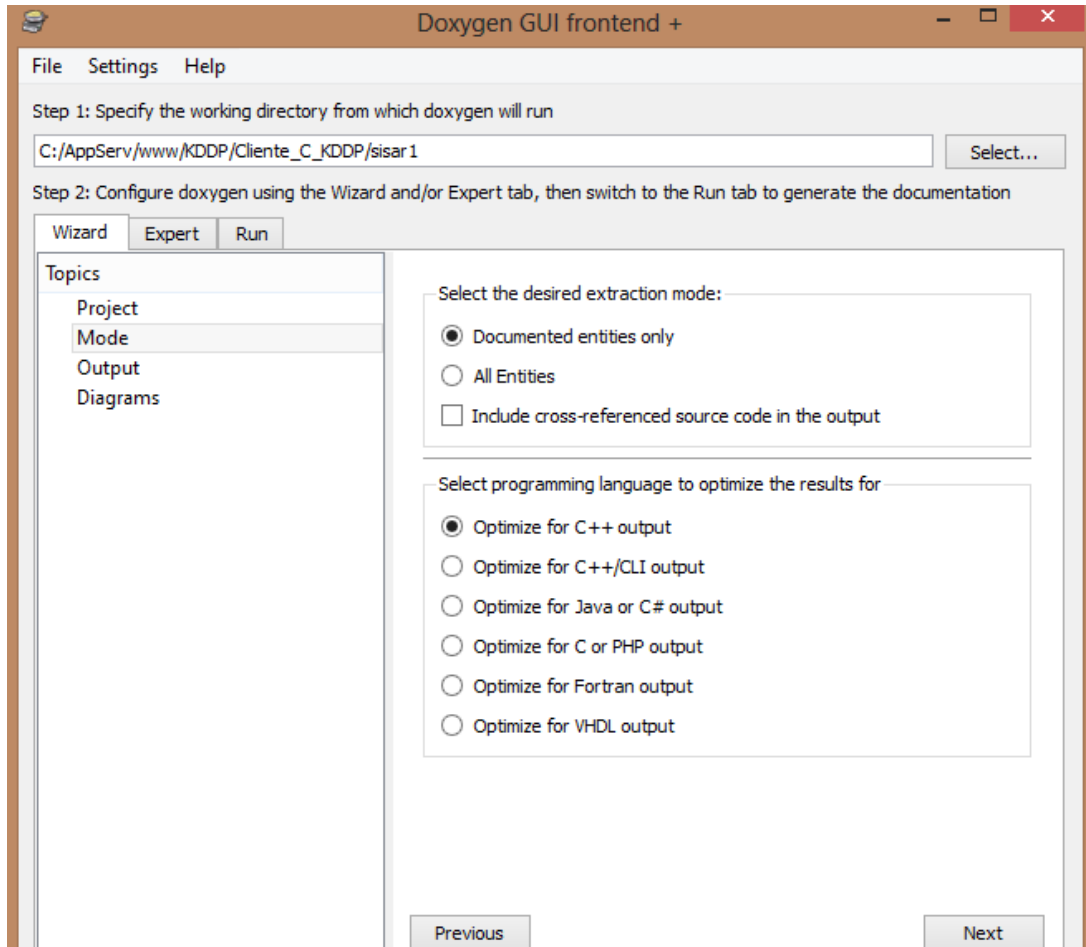 Doxygen GUI frontend +
File Settings Help
Step 1: Specify the working directory from which doxygen will run
C:/AppServ/www/KDDP/Cliente_C_KDDP/sisar1 Select...
Step 2: Configure doxygen using the Wizard and/or Expert tab, then switch to the Run tab to generate the documentation
Wizard Expert Run
Topics
Project
Mode
Output
Diagrams
Select the desired extraction mode:
Documented entities only
All Entities
Include cross-referenced source code in the output
Select programming language to optimize the results for
Optimize for C++ output
Optimize for C++/CLI output
Optimize for Java or C# output
Optimize for C or PHP output
Optimize for Fortran output
Optimize for VHDL output
Previous Next